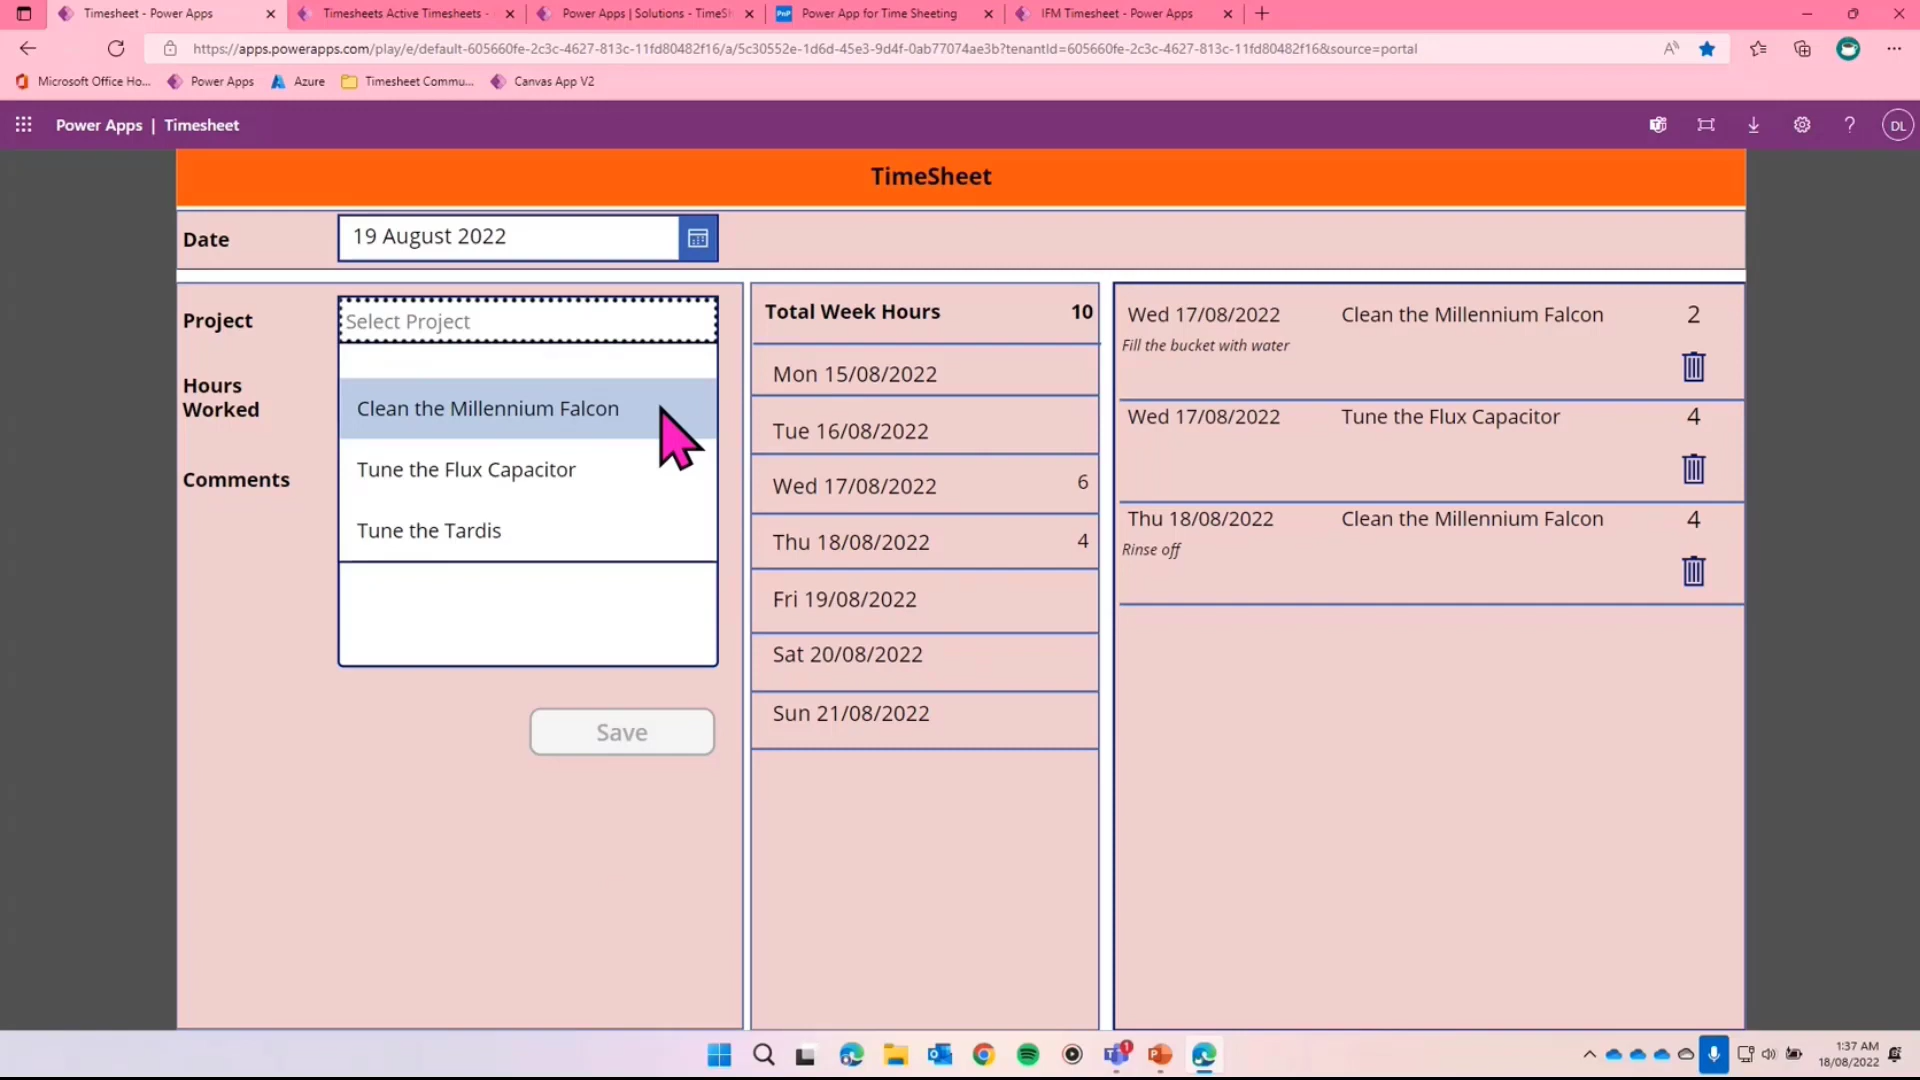 Timesheet - Power Apps
Timesheets Active Timesheets -
Power Apps | Solutions - TimeSh
PnP
Power App for Time Sheeting
IFM Timesheet - Power Apps
https://apps.powerapps.com/play/e/default-605660fe-2c3c-4627-813c-11fd80482f16/a/5c30552e-1d6d-45e3-9d4f-0ab77074ae3b?tenantId=605660fe-2c3c-4627-813c-11fd80482f16&source=portal
Microsoft Office Ho...
Power Apps
Azure
Timesheet Commu...
Canvas App V2
Power Apps | Timesheet
? DL
TimeSheet
Date
19 August 2022
Project
Select Project
Clean the Millennium Falcon
Tune the Flux Capacitor
Tune the Tardis
Hours
Worked
Comments
Save
Total Week Hours 10
Mon 15/08/2022
Tue 16/08/2022
Wed 17/08/2022 6
Thu 18/08/2022 4
Fri 19/08/2022
Sat 20/08/2022
Sun 21/08/2022
Wed 17/08/2022 Clean the Millennium Falcon 2
Fill the bucket with water
Wed 17/08/2022 Tune the Flux Capacitor 4
Thu 18/08/2022 Clean the Millennium Falcon 4
Rinse off
1
1:37 AM
18/08/2022